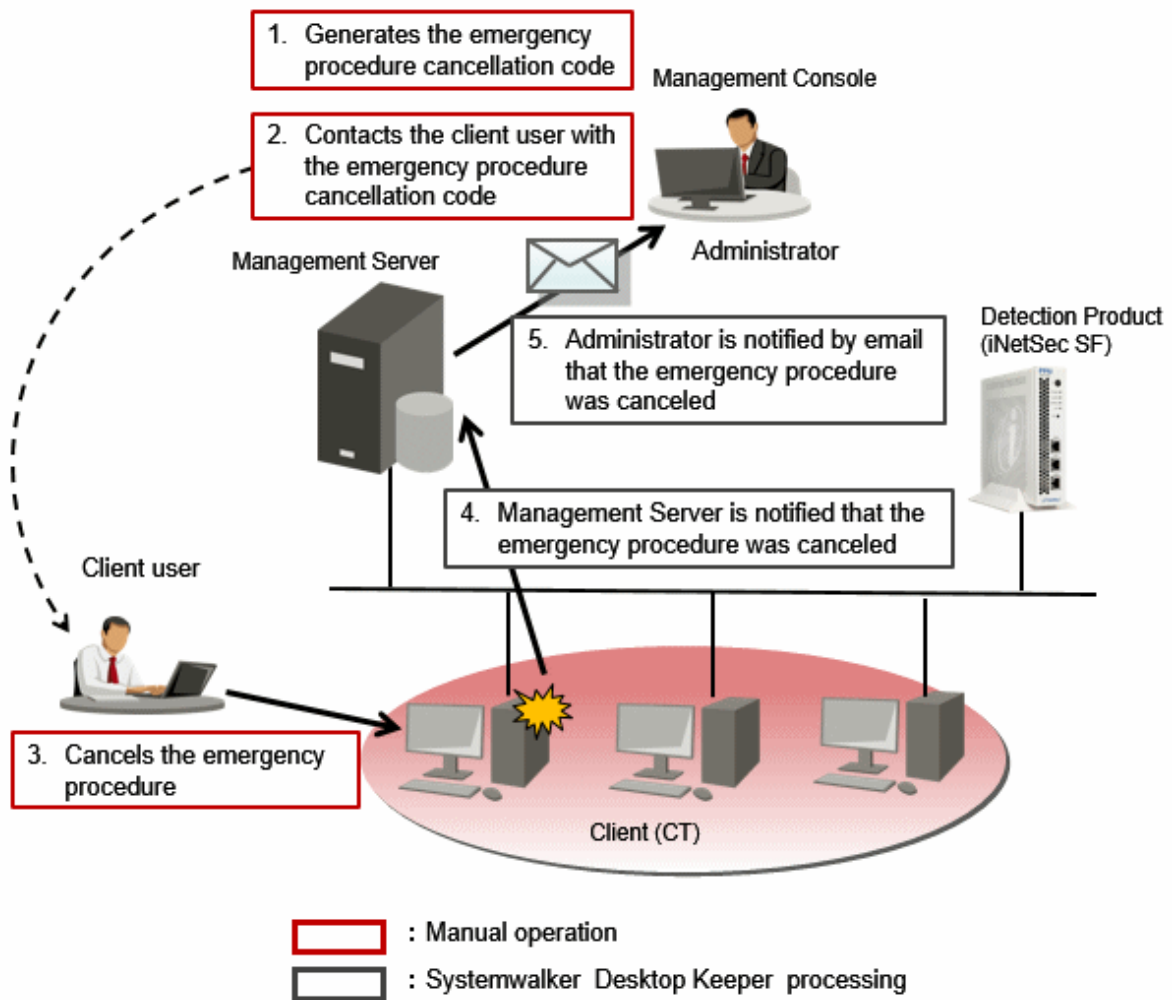 1. Generates the emergency
procedure cancellation code
Management Console
2. Contacts the client user with
the emergency procedure
cancellation code
Administrator
Management Server
5. Administrator is notified by email
that the emergency procedure
was canceled
Detection Product
(iNetSec SF)
4. Management Server is notified that the
emergency procedure was canceled
Client user
3. Cancels the emergency
procedure
Client (CT)
: Manual operation
: Systemwalker Desktop Keeper processing